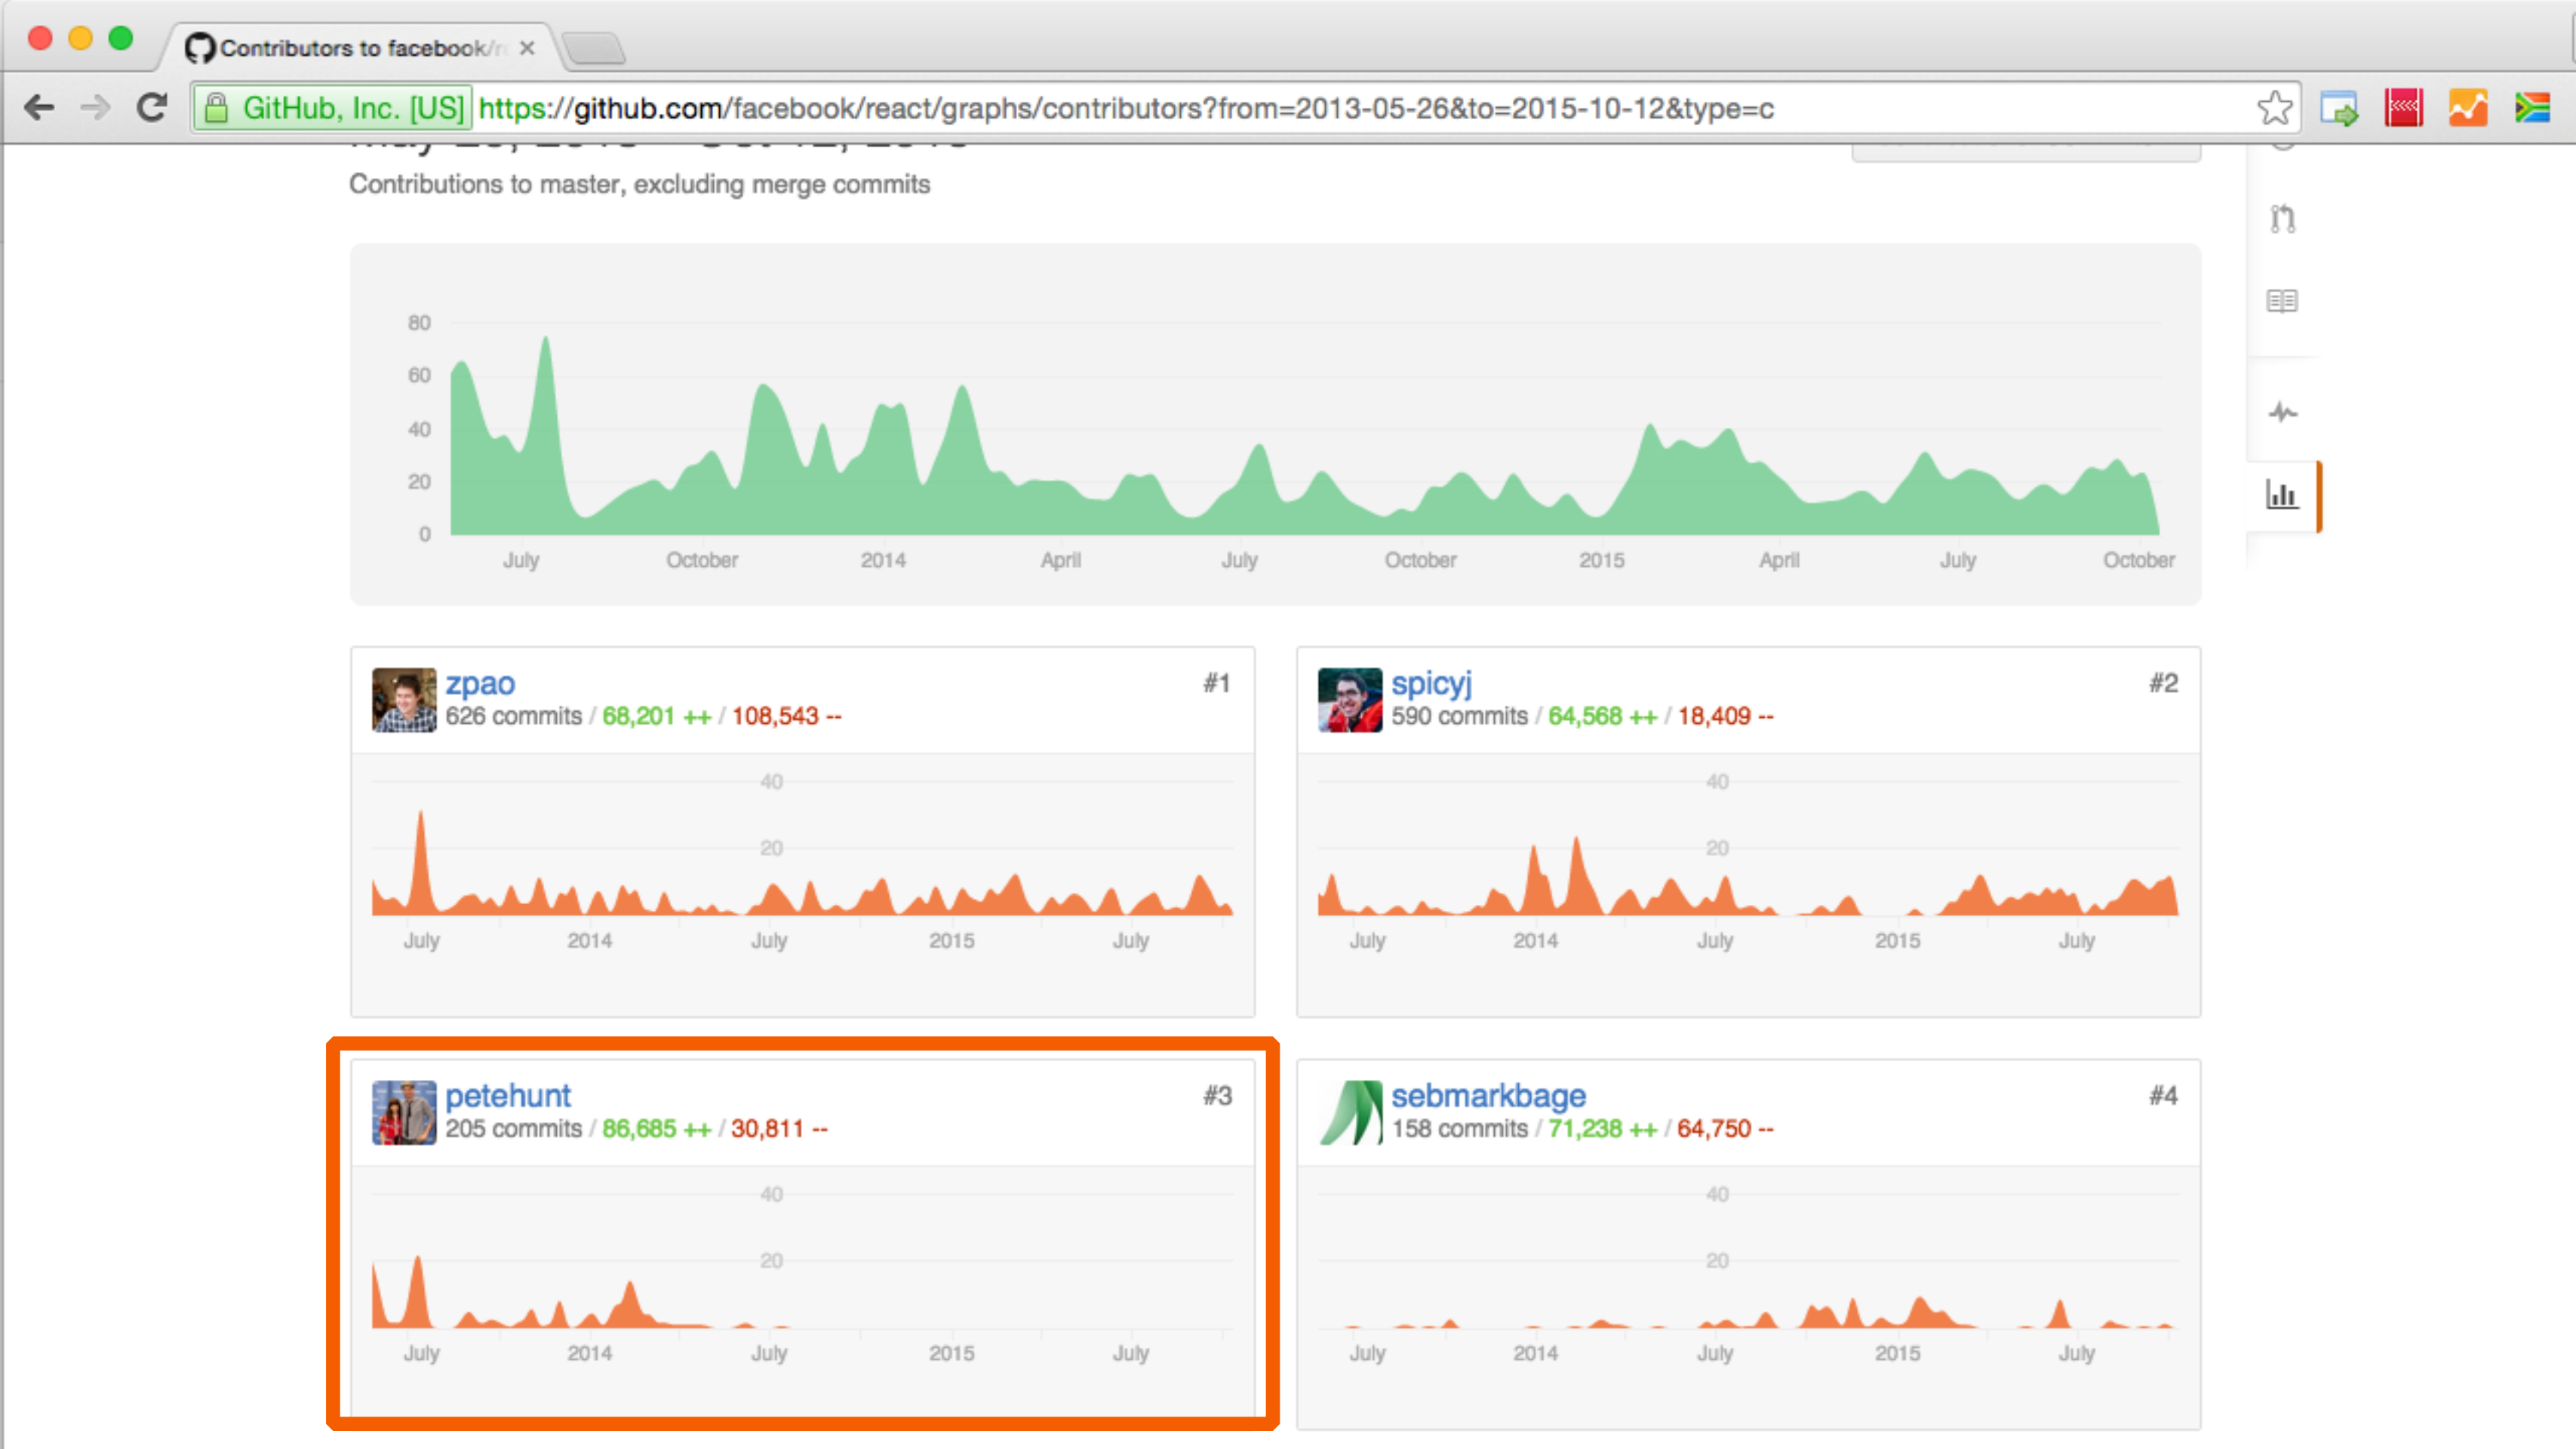 Contributors to facebook/r
GitHub, Inc. [US] https://github.com/facebook/react/graphs/contributors?from=2013-05-26&to=2015-10-12&type=c
Contributions to master, excluding merge commits
80
60
40
20
0
July October 2014 April July October 2015 April July October
zpao #1
626 commits / 68,201 ++ / 108,543 --
40
20
July 2014 July 2015 July
spicyj #2
590 commits / 64,568 ++ / 18,409 --
40
20
July 2014 July 2015 July
petehunt #3
205 commits / 86,685 ++ / 30,811 --
40
20
July 2014 July 2015 July
sebmarkbage #4
158 commits / 71,238 ++ / 64,750 --
40
20
July 2014 July 2015 July